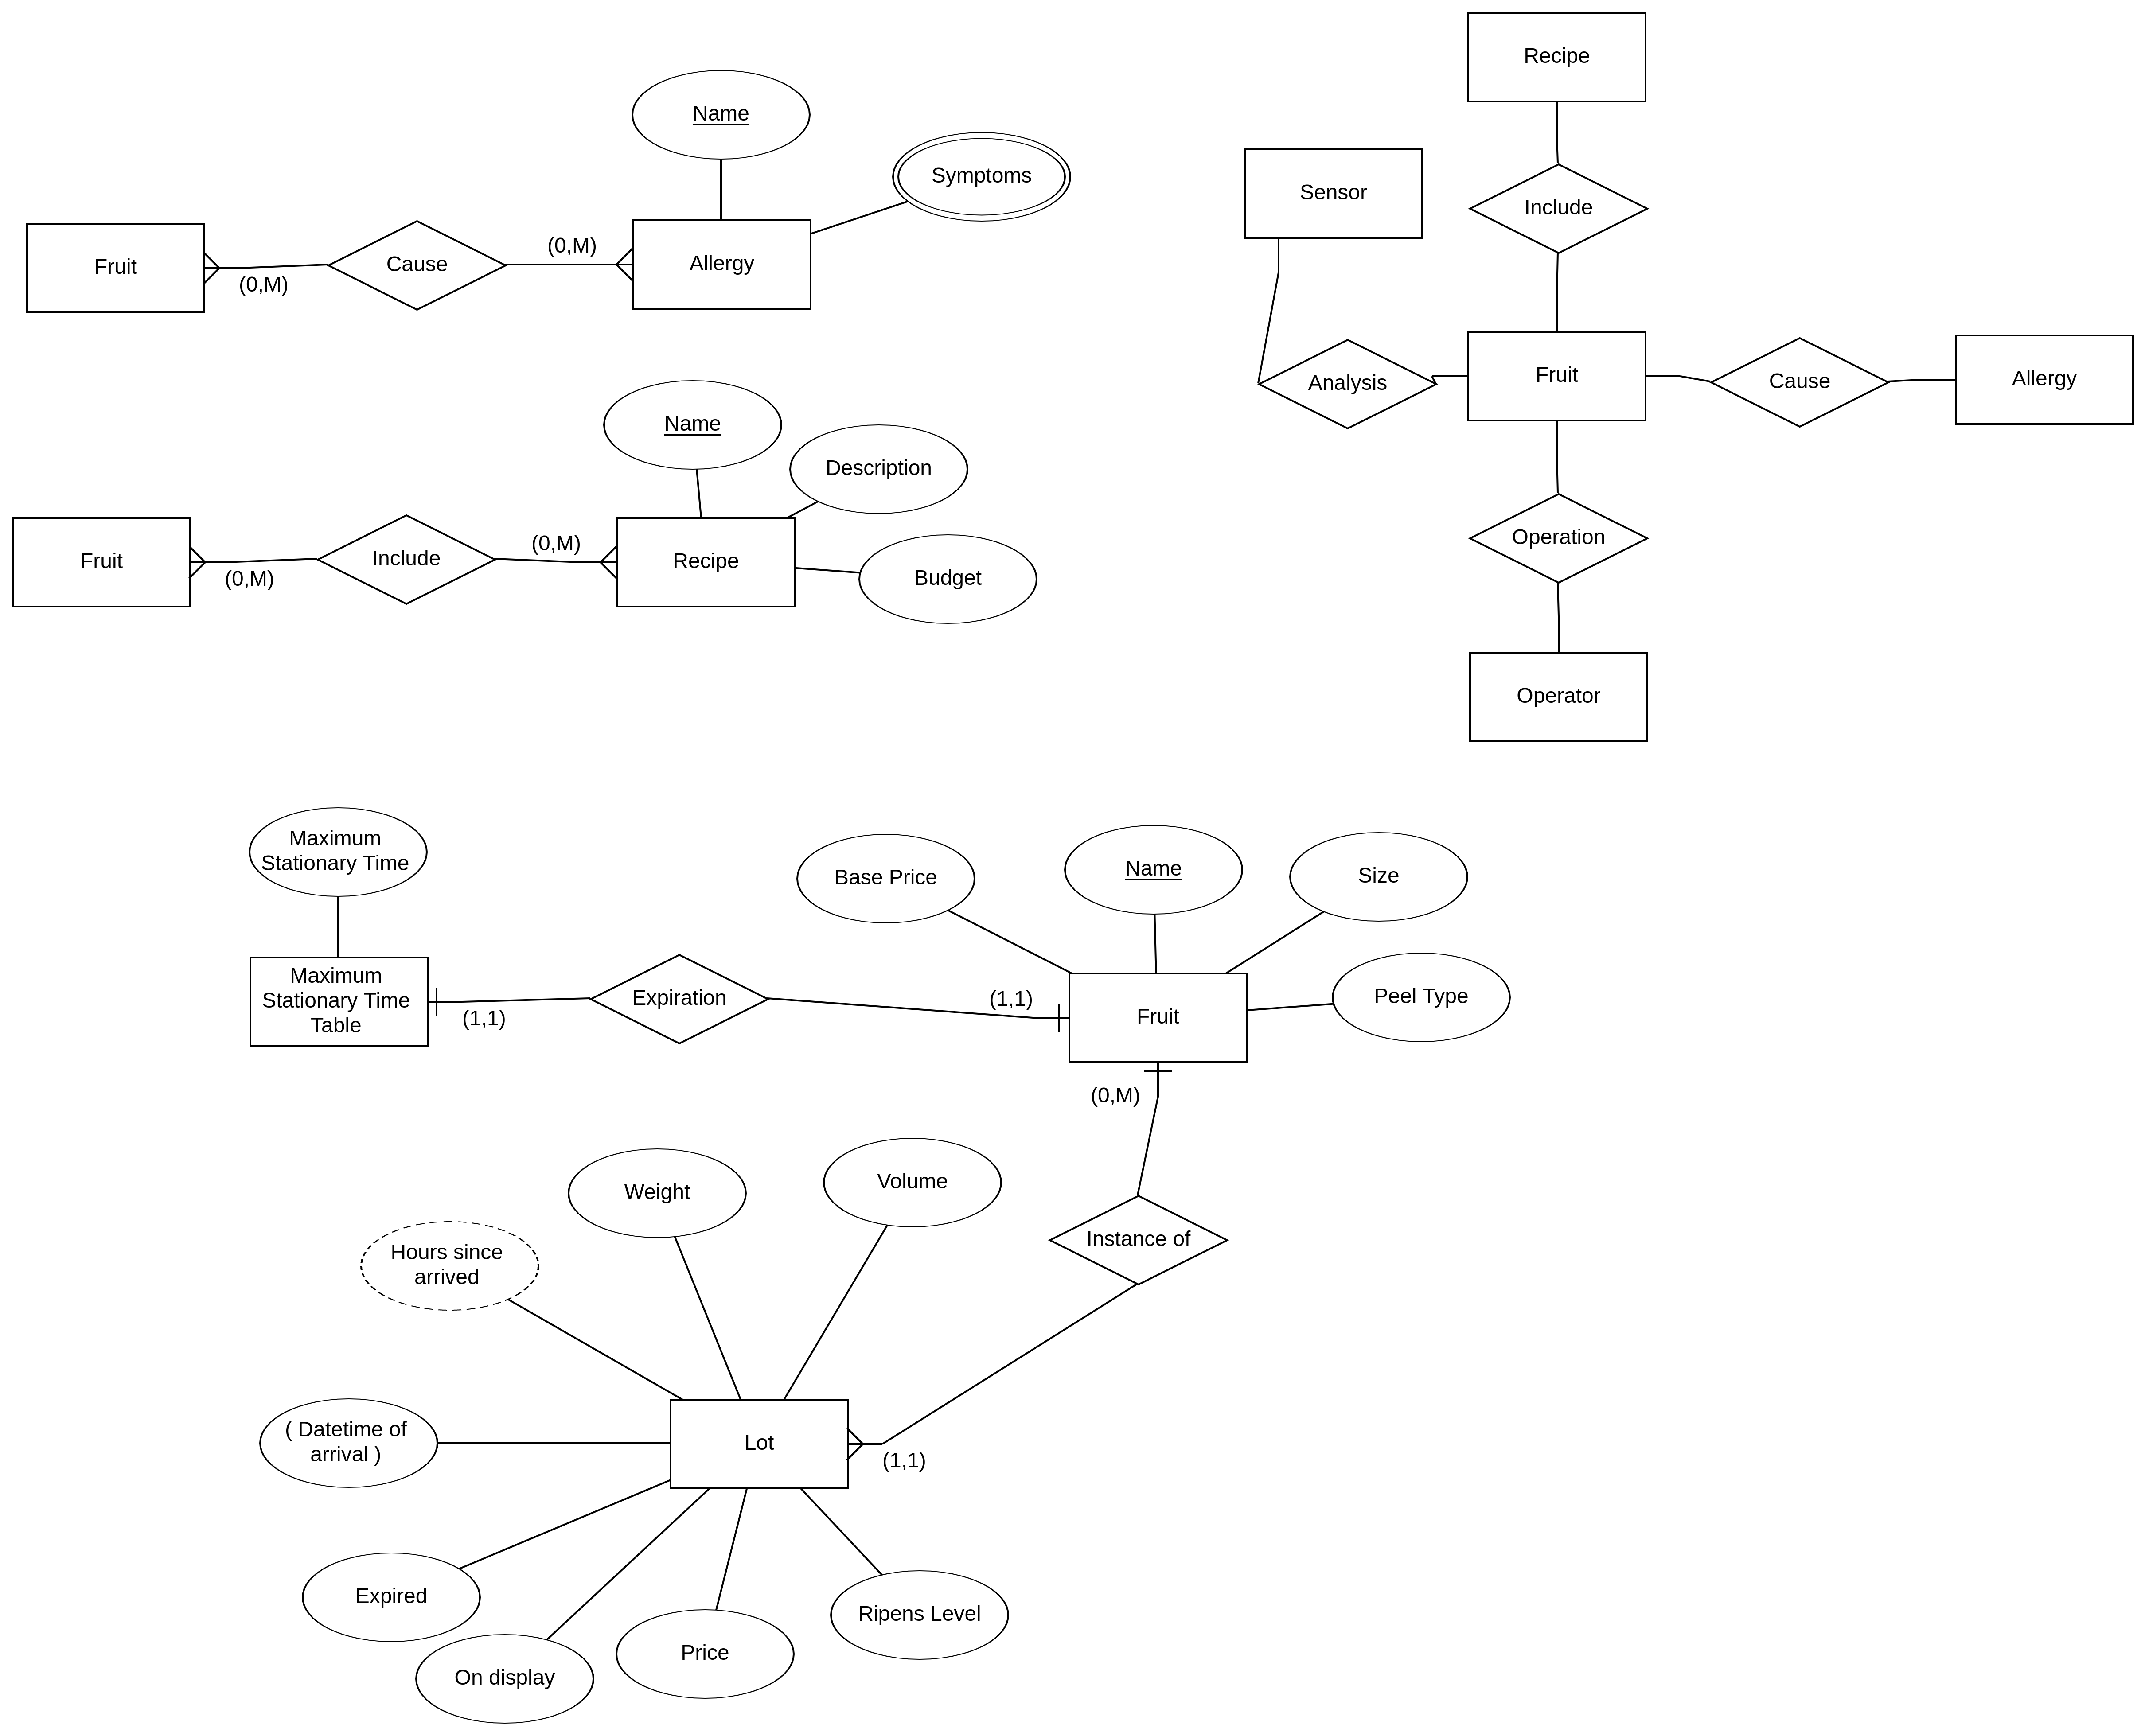 Name
Symptoms
Fruit
(0,M)
Cause
(0,M)
Allergy
Name
Description
Fruit
(0,M)
Include
(0,M)
Recipe
Budget
Recipe
Sensor
Include
Analysis
Fruit
Cause
Allergy
Operation
Operator
Maximum
Stationary Time
Base Price
Name
Size
Maximum
Stationary Time
Table
(1,1)
Expiration
(1,1)
Fruit
Peel Type
(0,M)
Weight
Volume
Instance of
Hours since
arrived
( Datetime of
arrival )
Lot
(1,1)
Expired
On display
Price
Ripens Level